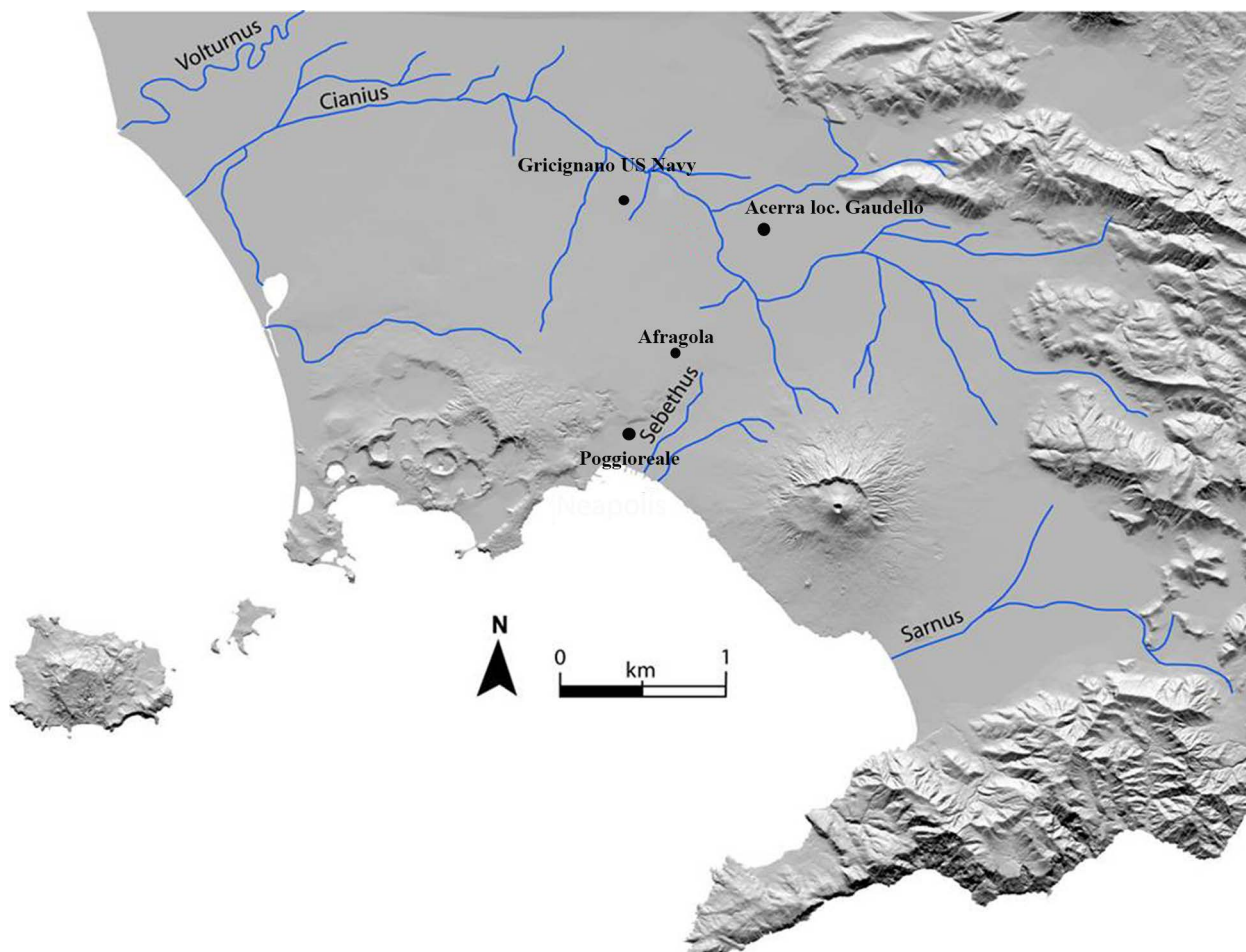 Volturnus
Cianius
Gricignano US Navy
Acerra loc. Gaudello
Afragola
Sebethus
Poggioreale
Neapolis
Sarnus
N
0 1
km